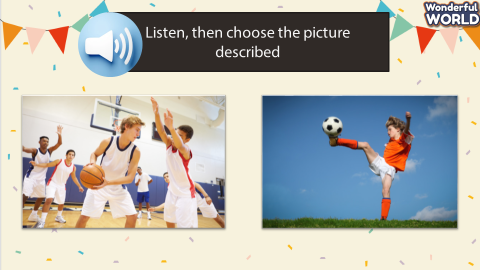 Listen, then choose the picture
described
Wonderful
WORLD